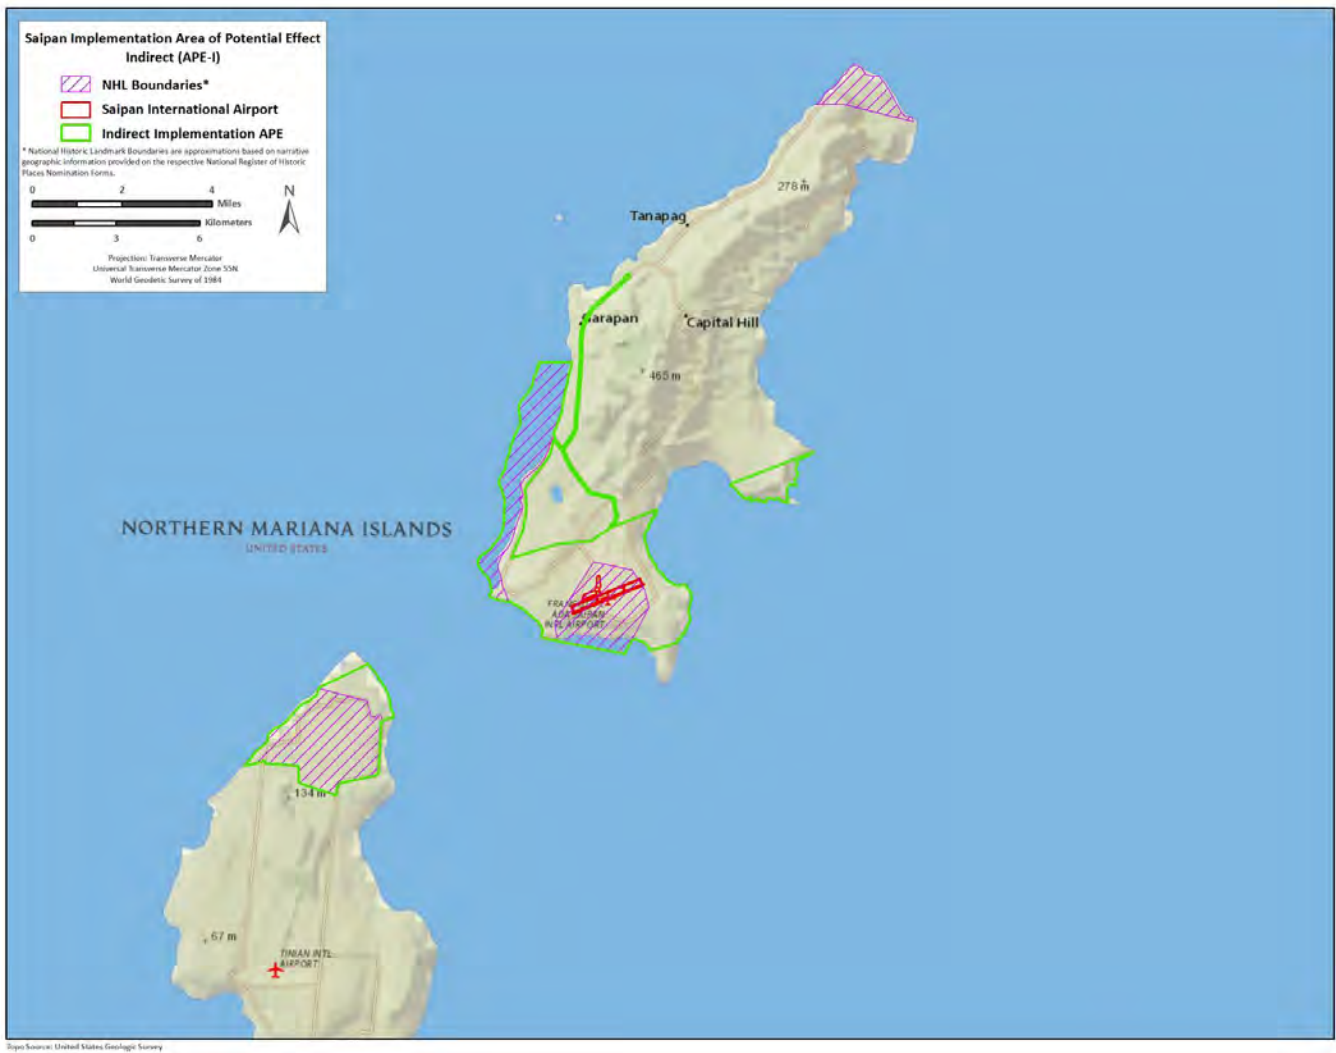 Saipan Implementation Area of Potential Effect
Indirect (APE-I)
NHL Boundaries*
Saipan International Airport
Indirect Implementation APE
* National Historic Landmark Boundaries are approximations based on narrative
geographic information provided on the respective National Register of Historic
Places Nomination Forms.
0 2 4
Miles
Kilometers
0 3 6
N
Projection: Transverse Mercator
Universal Transverse Mercator Zone 55N
World Geodetic Survey of 1984
278 m
Tanapag
Garapan
Capital Hill
465 m
NORTHERN MARIANA ISLANDS
UNITED STATES
INTL AIRPORT
134 m
67 m
TINIAN INTL
AIRPORT
Topo Source: United States Geologic Survey